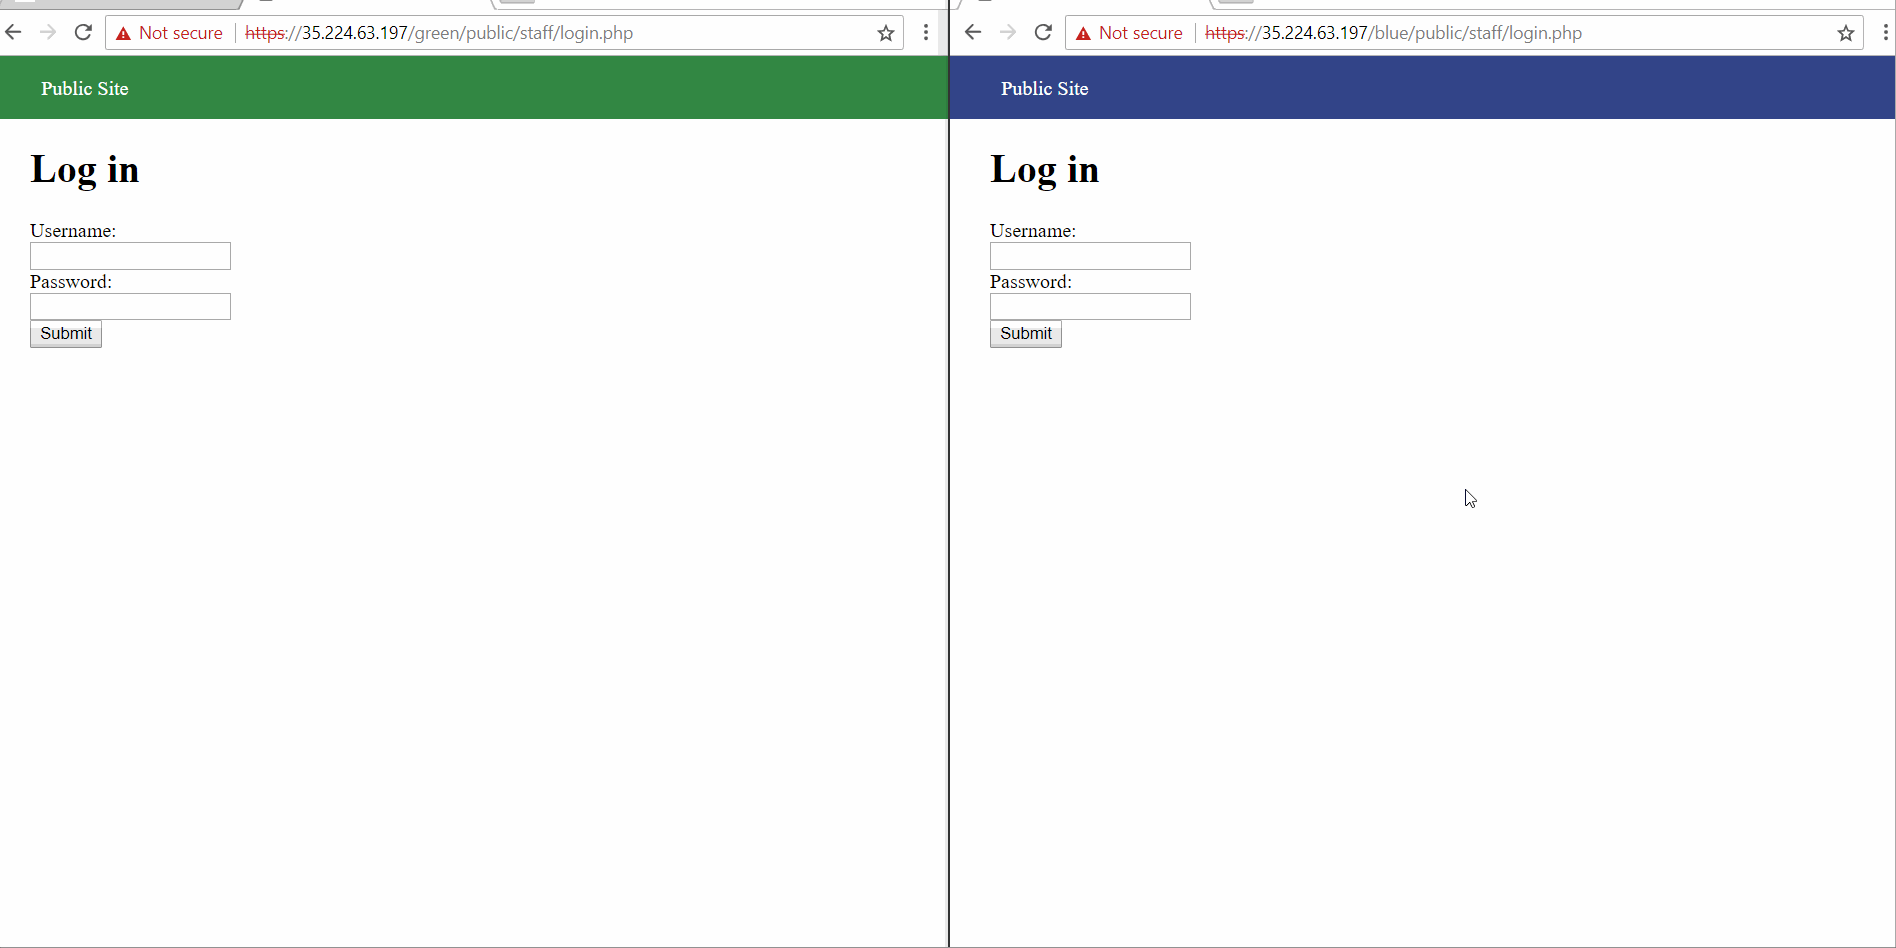 Not secure https://35.224.63.197/green/public/staff/login.php
Public Site
Log in
Username:
Password:
Submit
Not secure https://35.224.63.197/blue/public/staff/login.php
Public Site
Log in
Username:
Password:
Submit